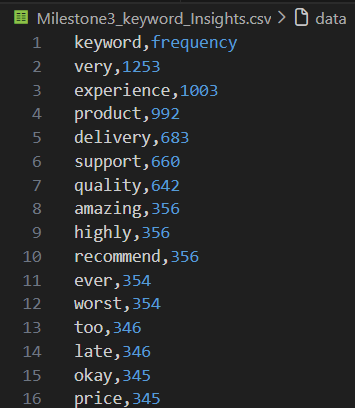 Milestone3_keyword_Insights.csv > data
1 keyword,frequency
2 very,1253
3 experience,1003
4 product,992
5 delivery,683
6 support,660
7 quality,642
8 amazing,356
9 highly,356
10 recommend,356
11 ever,354
12 worst,354
13 too,346
14 late,346
15 okay,345
16 price,345